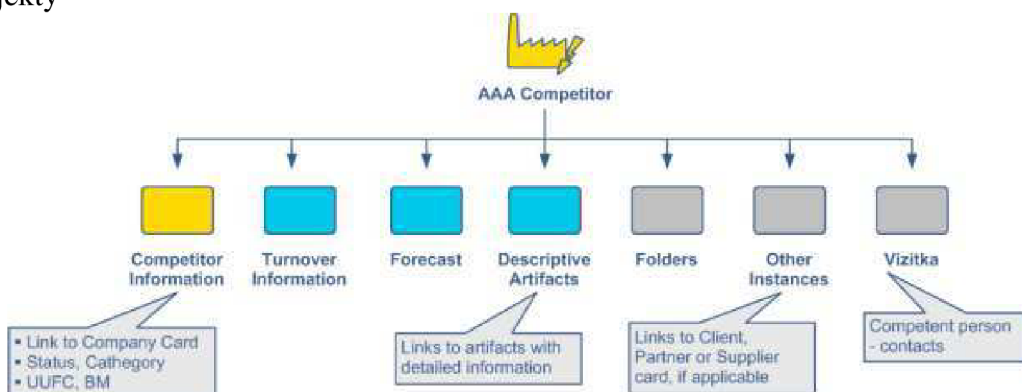 jekty
AAA Competitor
Competitor
Information
Turnover
Information
Forecast
Descriptive
Artifacts
Folders
Other
Instances
Vizitka
▪ Link to Company Card
▪ Status, Cathegory
▪ UUFC, BM
Links to artifacts with
detailed information
Links to Client,
Partner or Supplier
card, if applicable
Competent person
- contacts